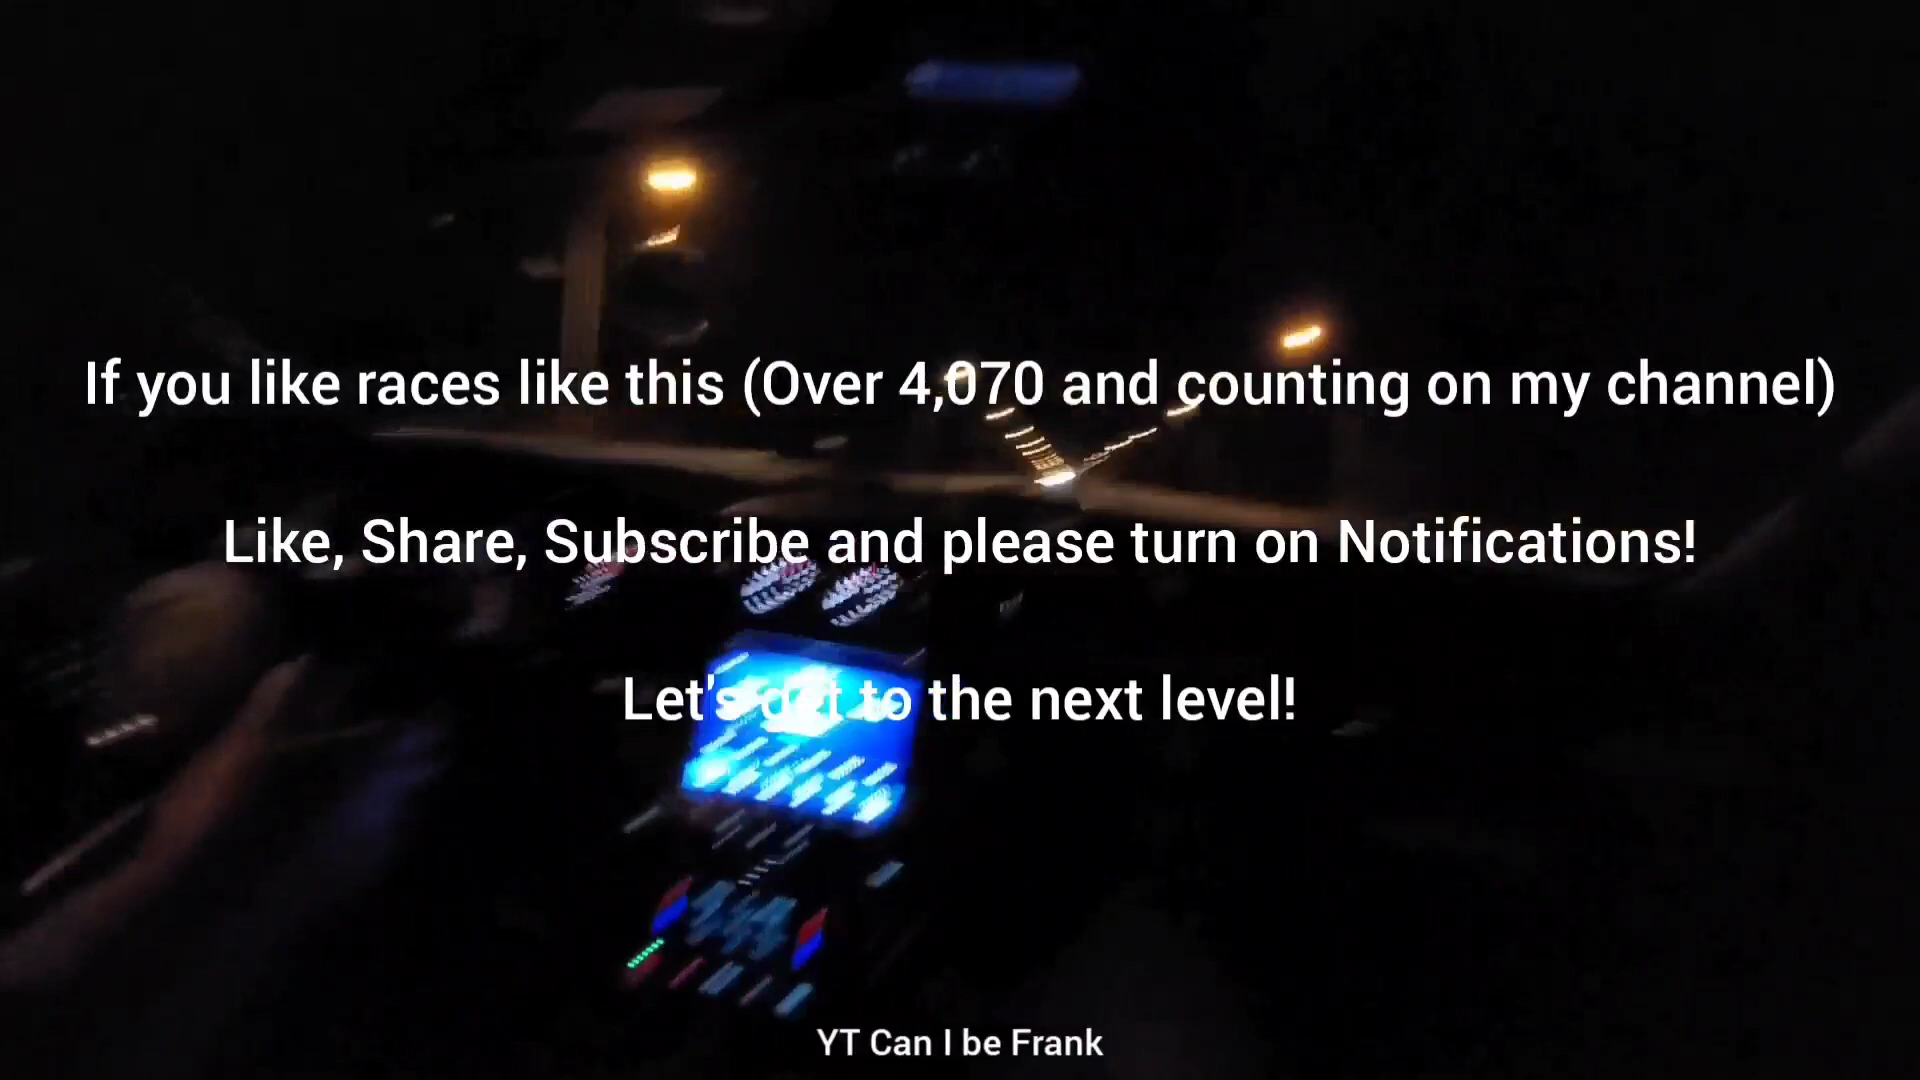 If you like races like this (Over 4,070 and counting on my channel)
Like, Share, Subscribe and please turn on Notifications!
Let's get to the next level!
YT Can I be Frank